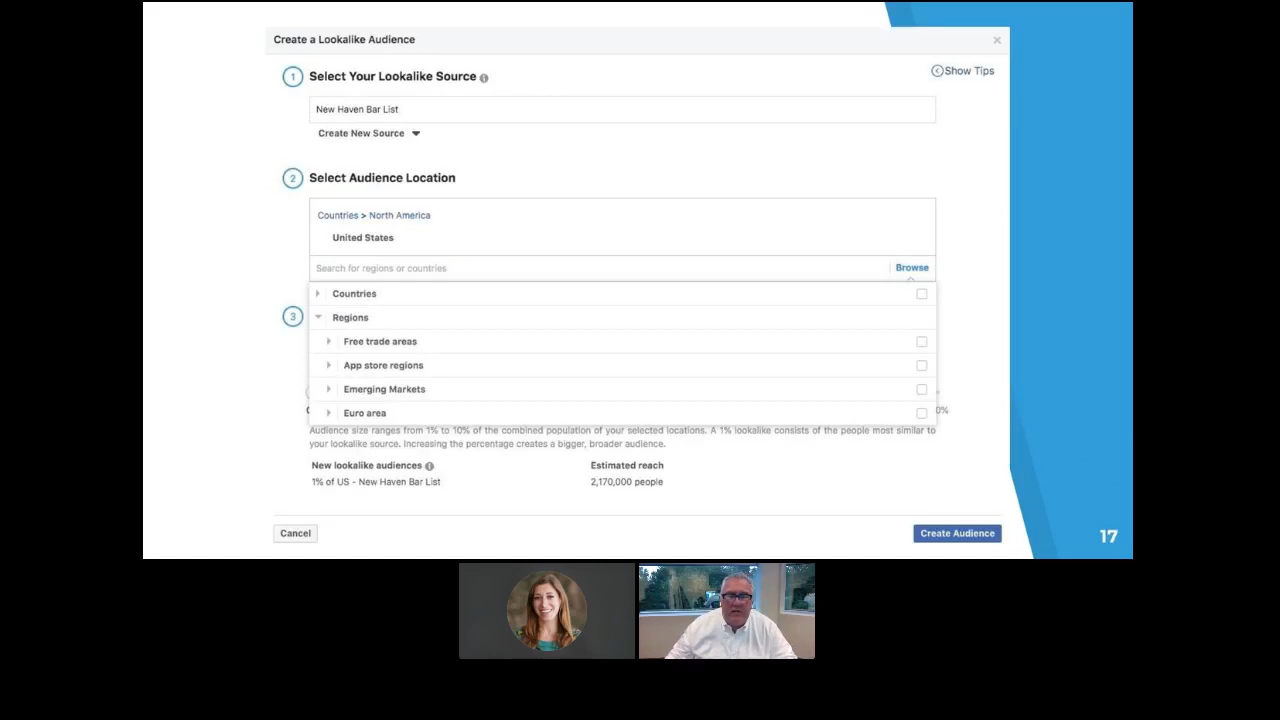 Create a Lookalike Audience
1 Select Your Lookalike Source
Show Tips
New Haven Bar List
Create New Source
2 Select Audience Location
Countries > North America
United States
Search for regions or countries
Browse
Countries
3 Regions
Free trade areas
App store regions
Emerging Markets
Euro area
0%
Audience size ranges from 1% to 10% of the combined population of your selected locations. A 1% lookalike consists of the people most similar to
your lookalike source. Increasing the percentage creates a bigger, broader audience.
New lookalike audiences
Estimated reach
1% of US - New Haven Bar List
2,170,000 people
Cancel
Create Audience
17